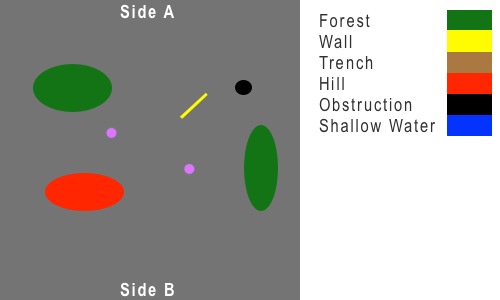 Side A
Forest
Wall
Trench
Hill
Obstruction
Shallow Water
Side B